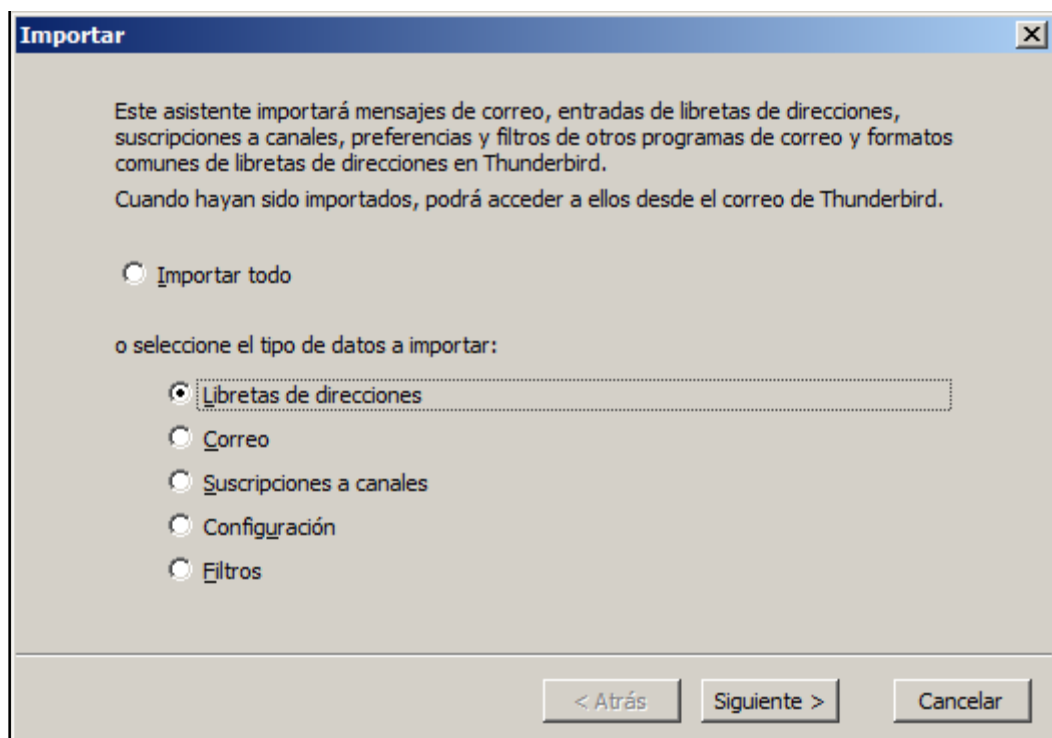 Importar
Este asistente importará mensajes de correo, entradas de libretas de direcciones,
suscripciones a canales, preferencias y filtros de otros programas de correo y formatos
comunes de libretas de direcciones en Thunderbird.
Cuando hayan sido importados, podrá acceder a ellos desde el correo de Thunderbird.
Importar todo
o seleccione el tipo de datos a importar:
Libretas de direcciones
Correo
Suscripciones a canales
Configuración
Filtros
< Atrás Siguiente > Cancelar